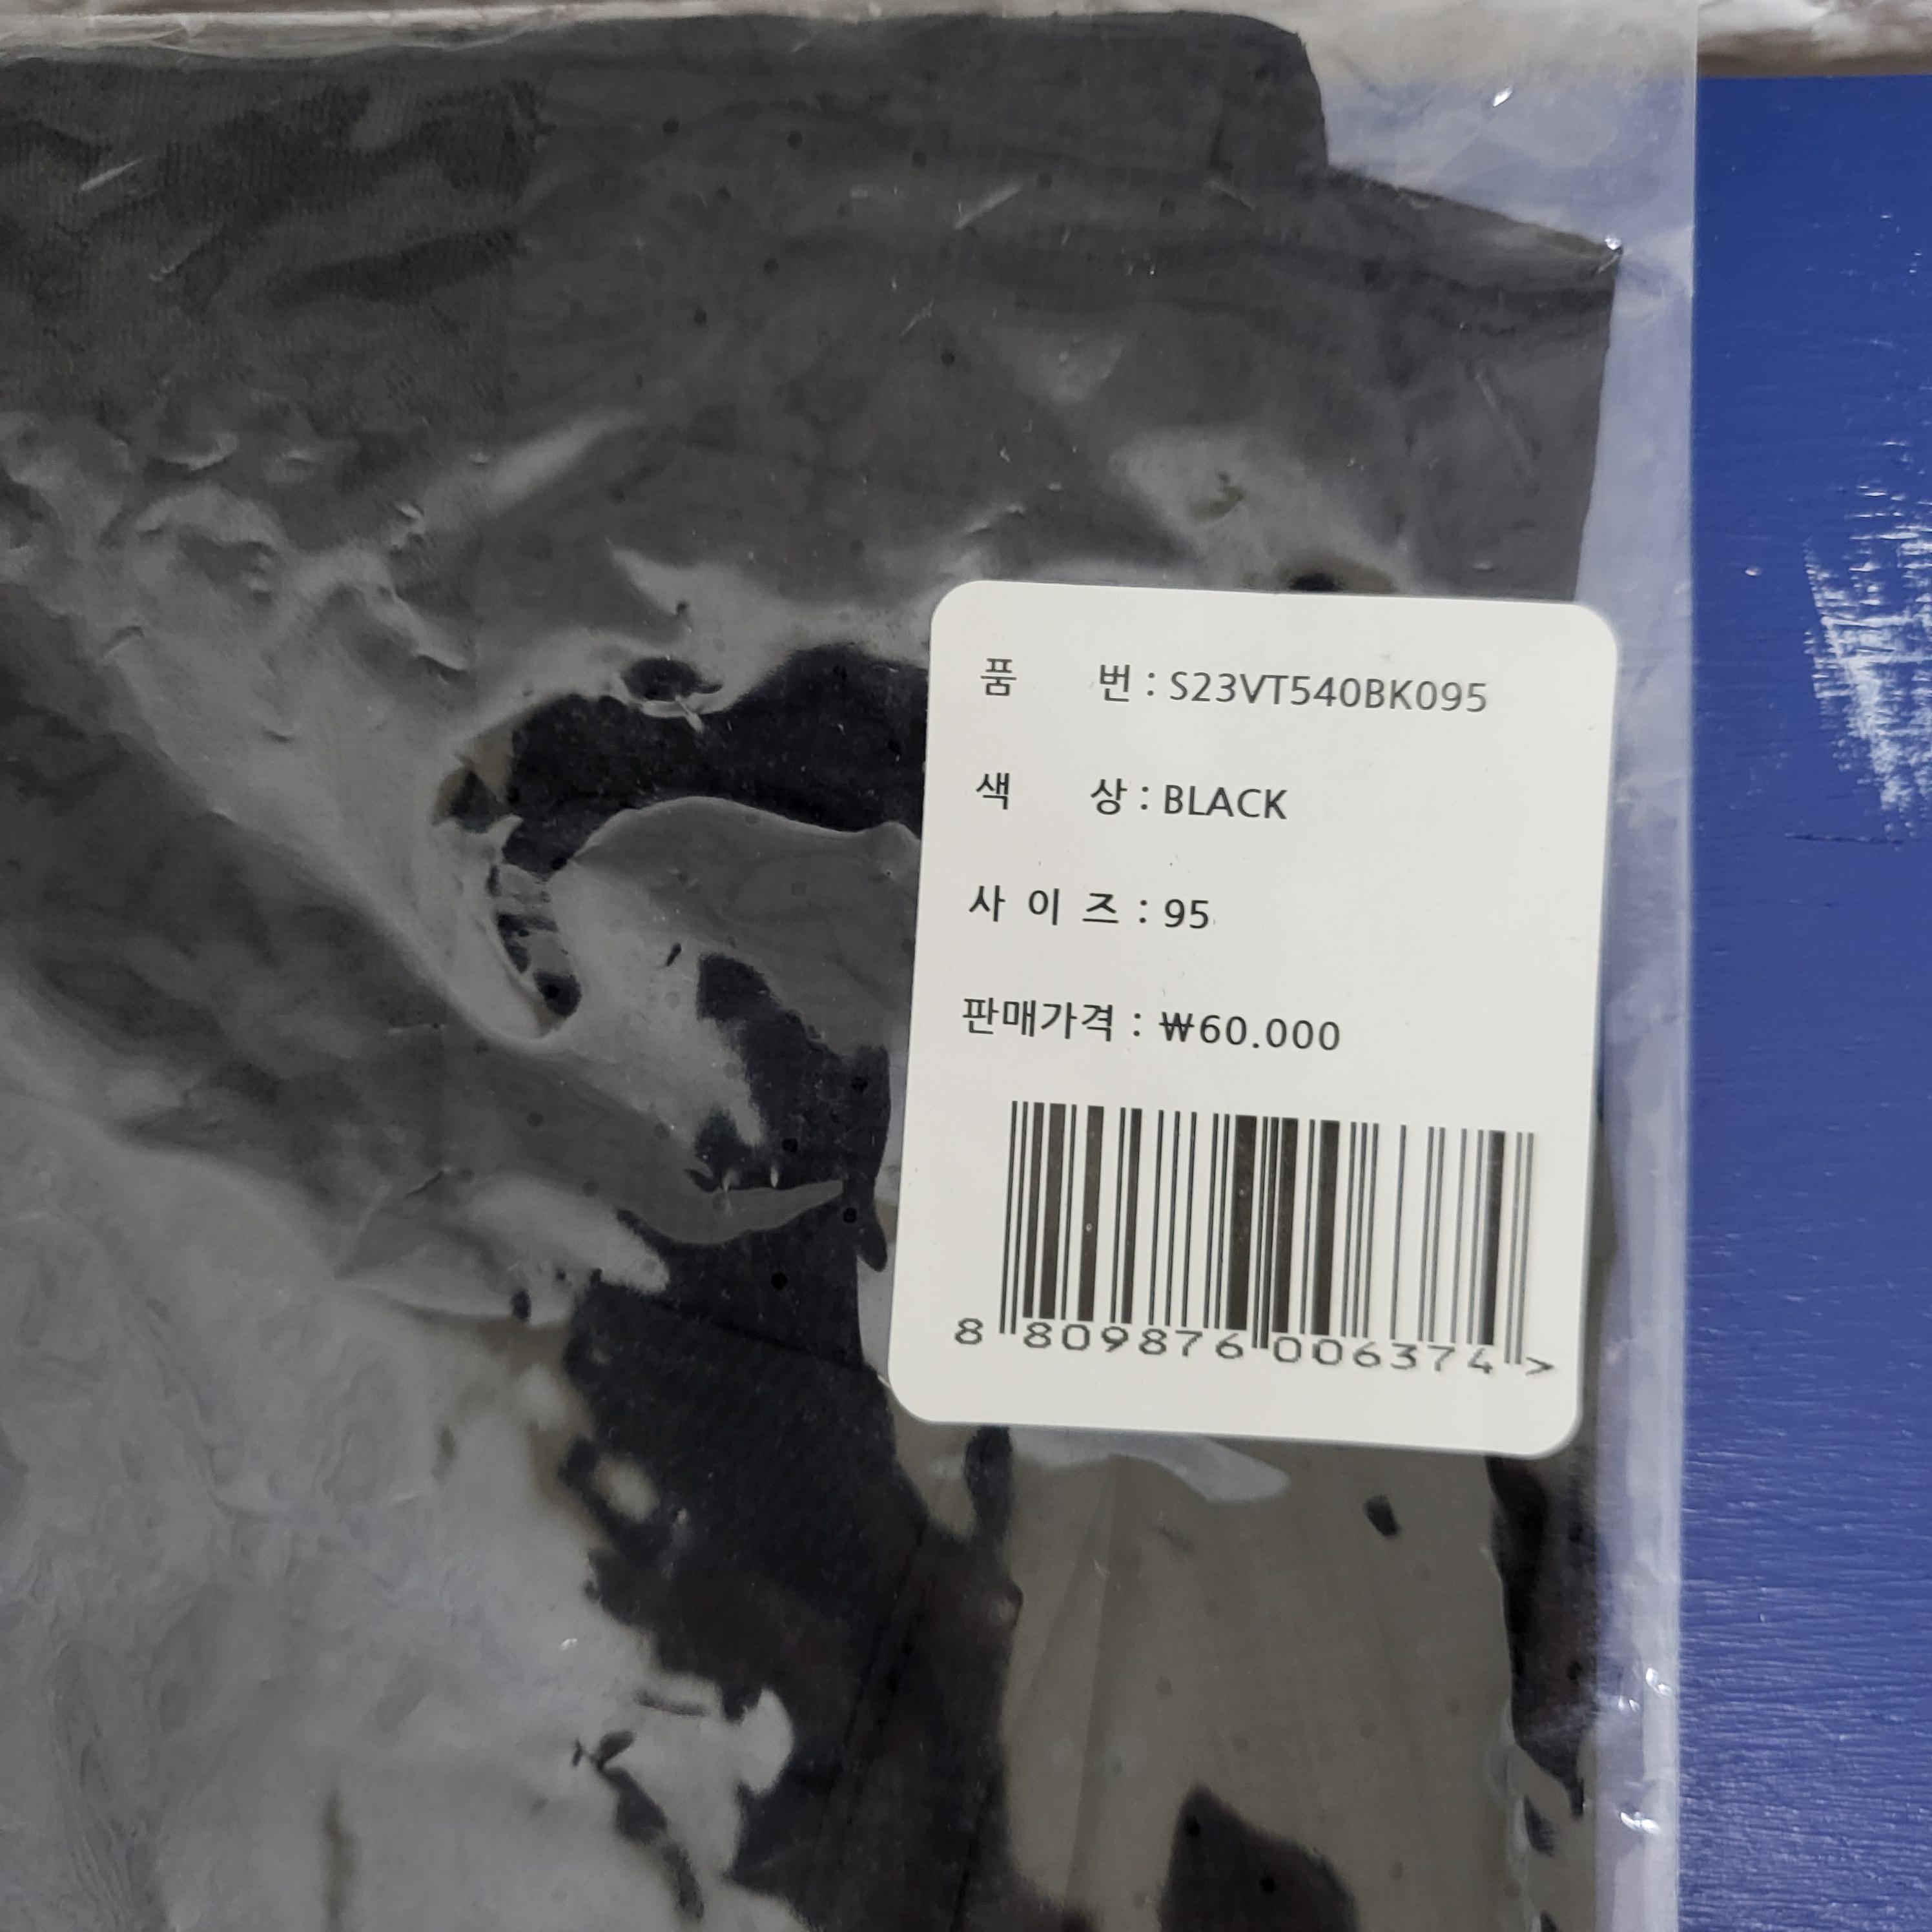 품 번 : S23VT540BK095
색 상 : BLACK
사 이 즈 : 95
판매가격 : ₩60.000
8 809876 006374 >